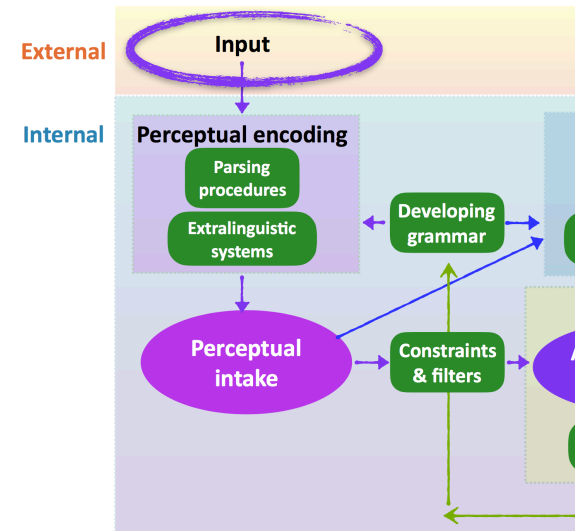 External
Input
Internal
Perceptual encoding
Parsing
procedures
Extralinguistic
systems
Developing
grammar
Perceptual
intake
Constraints
& filters